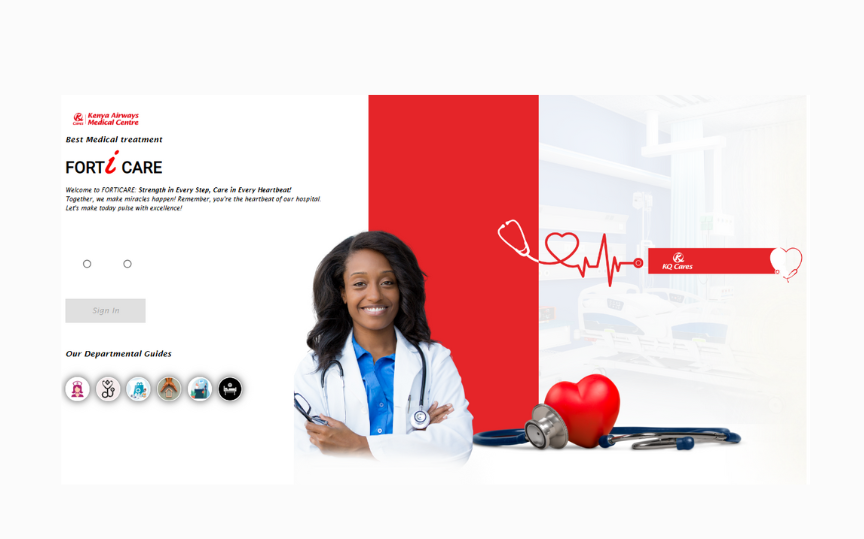 Kenya Airways
Medical Centre
Best Medical treatment
FORTi CARE
Welcome to FORTICARE: Strength in Every Step, Care in Every Heartbeat!
Together, we make miracles happen! Remember, you're the heartbeat of our hospital.
Let's make today pulse with excellence!
KQ Cares
Sign In
Our Departmental Guides